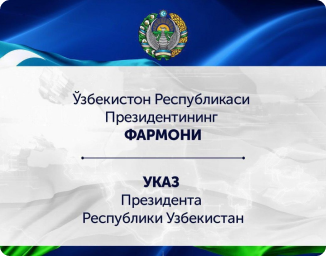 Ўзбекистон Республикаси
Президентининг
ФАРМОНИ
УКАЗ
Президента
Республики Узбекистан